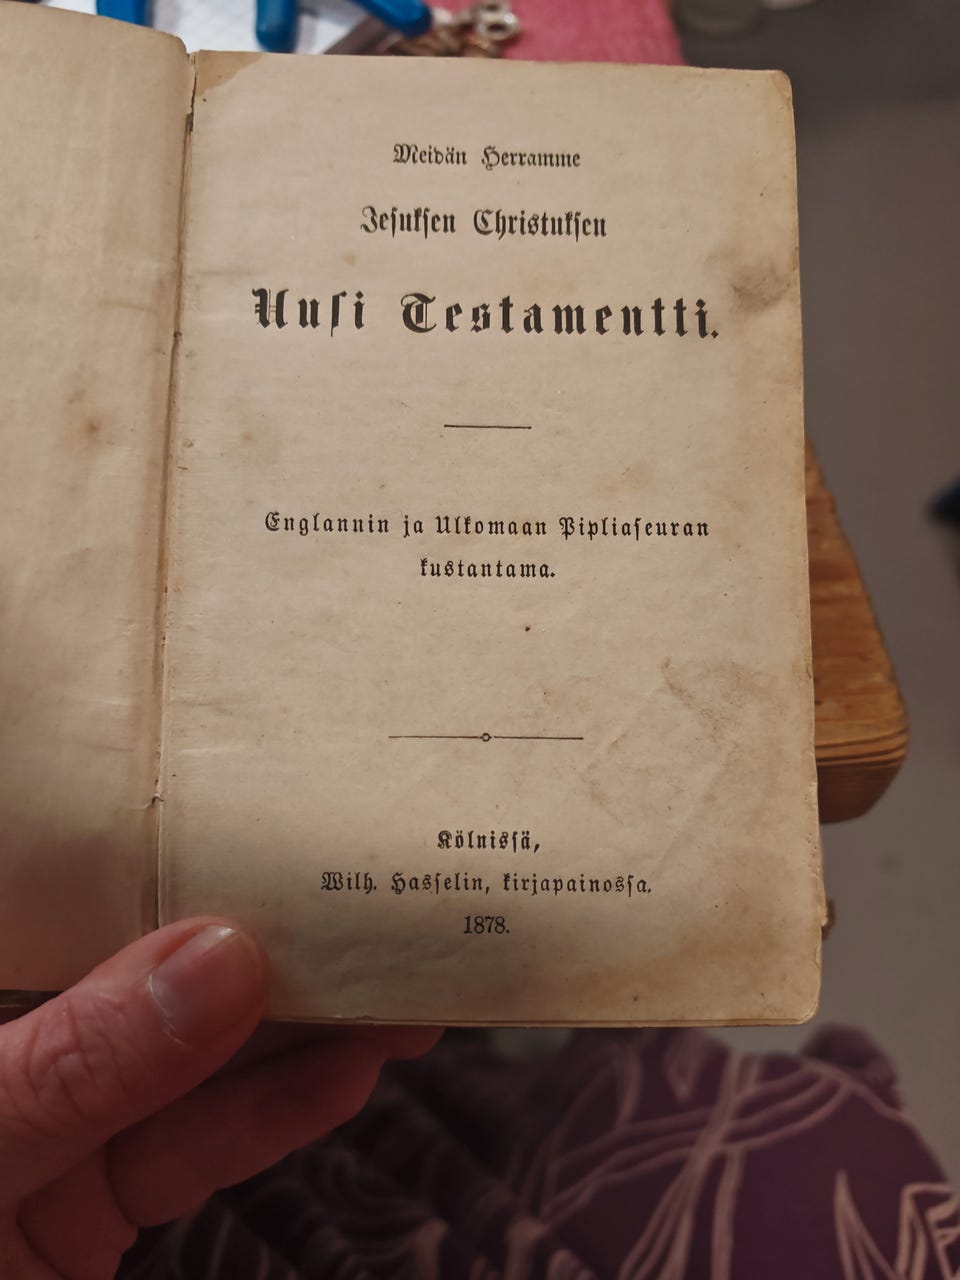 Meidän Herramme
Jesuksen Christuksen
Uusi Testamentti.
Englannin ja Ulkomaan Pipliaseuran
kustantama.
Kölnissä,
Wilh. Hasselin, kirjapainossa.
1878.